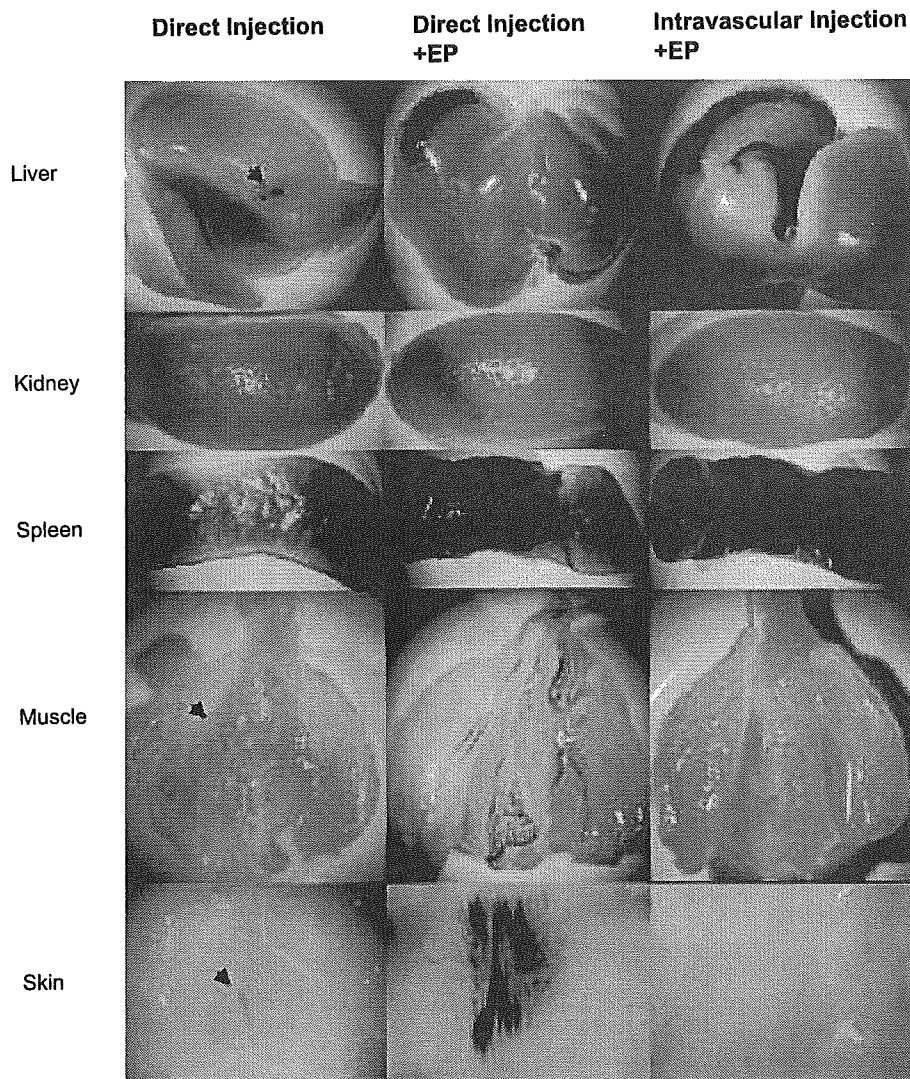 Direct Injection
Direct Injection
+EP
Intravascular Injection
+EP
Liver
Kidney
Spleen
Muscle
Skin